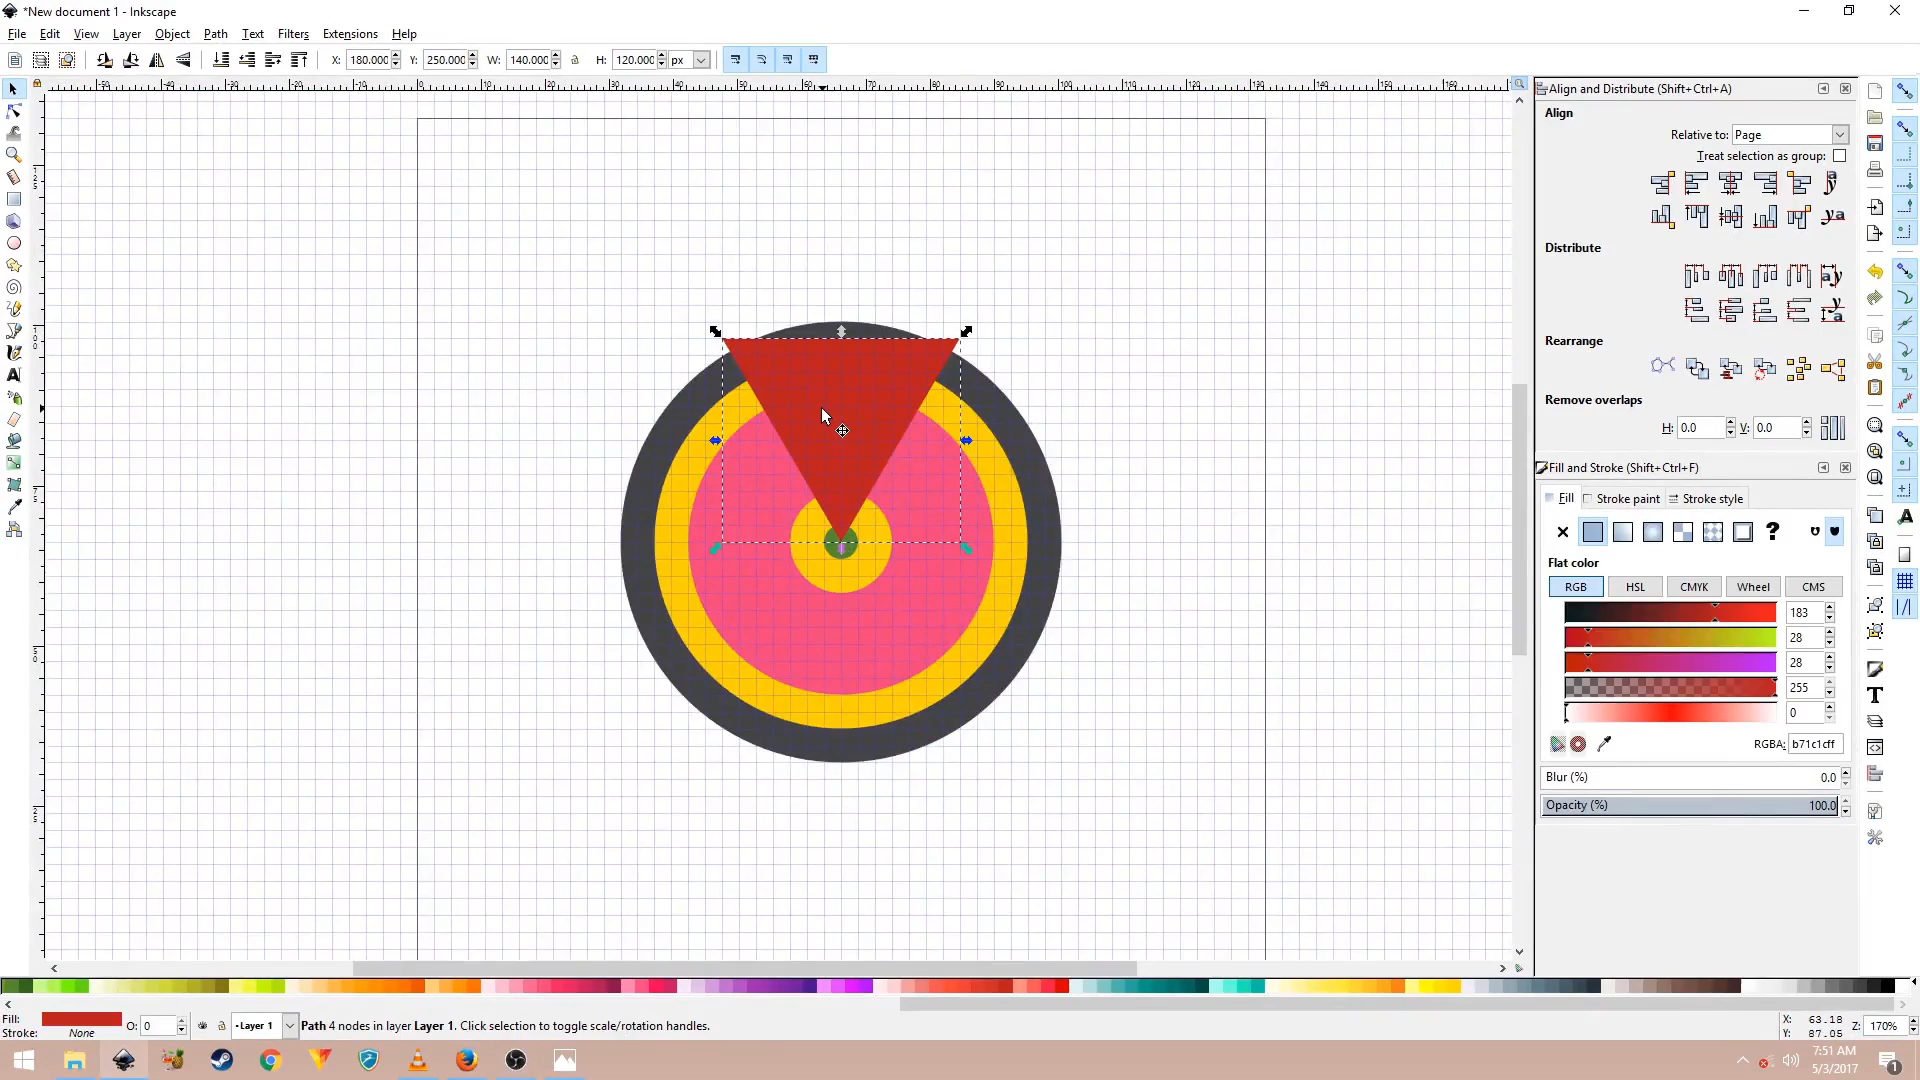 *New document 1 - Inkscape
File Edit View Layer Object Path Text Filters Extensions Help
X: 180.000 Y: 250.000 W: 140.000 H: 120.000 px
Align and Distribute (Shift+Ctrl+A)
Align
Relative to: Page
Treat selection as group:
Distribute
Rearrange
Remove overlaps
H: 0.0 V: 0.0
Fill and Stroke (Shift+Ctrl+F)
Fill Stroke paint Stroke style
Flat color
RGB HSL CMYK Wheel CMS
183
28
28
255
0
RGBA: b71c1cff
Blur (%) 0.0
Opacity (%) 100.0
Fill:
Stroke: None
O: 0
Layer 1
Path 4 nodes in layer Layer 1. Click selection to toggle scale/rotation handles.
X: 63.18
Y: 87.05
Z: 170%
7:51 AM
5/3/2017
1